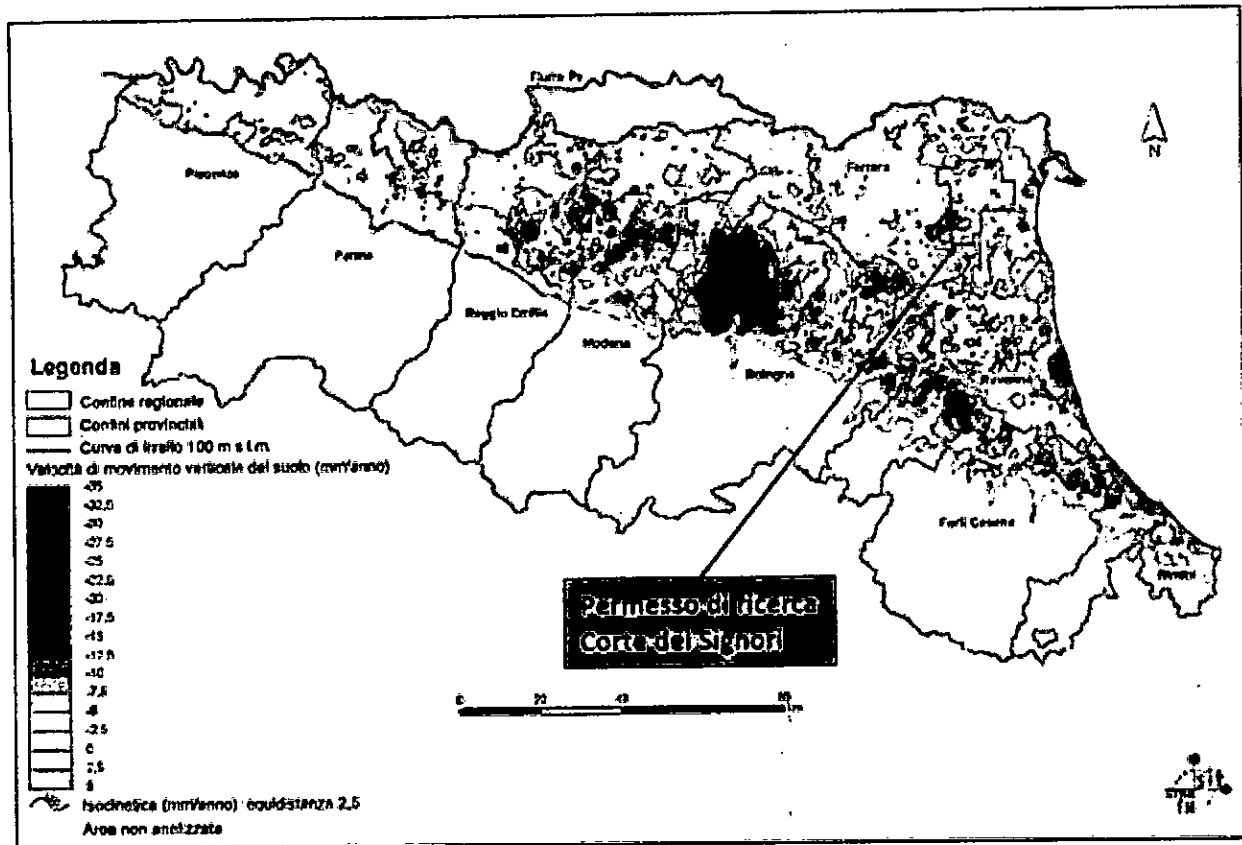 Fiume Po
N
Piacenza
Ferrara
Parma
Reggio Emilia
Modena
Bologna
Ravenna
Forlì Cesena
Rimini
Legenda
Confine regionale
Confini provinciali
Curva di livello 100 m s.l.m.
Velocità di movimento verticale del suolo (mm/anno)
-35
-32,5
-30
-27,5
-25
-22,5
-20
-17,5
-15
-12,5
-10
-7,5
-5
-2,5
0
2,5
5
Isocinetica (mm/anno) equidistanza 2,5
Area non analizzata
Permesso di ricerca
Corte dei Signori
0 20 40 80
km